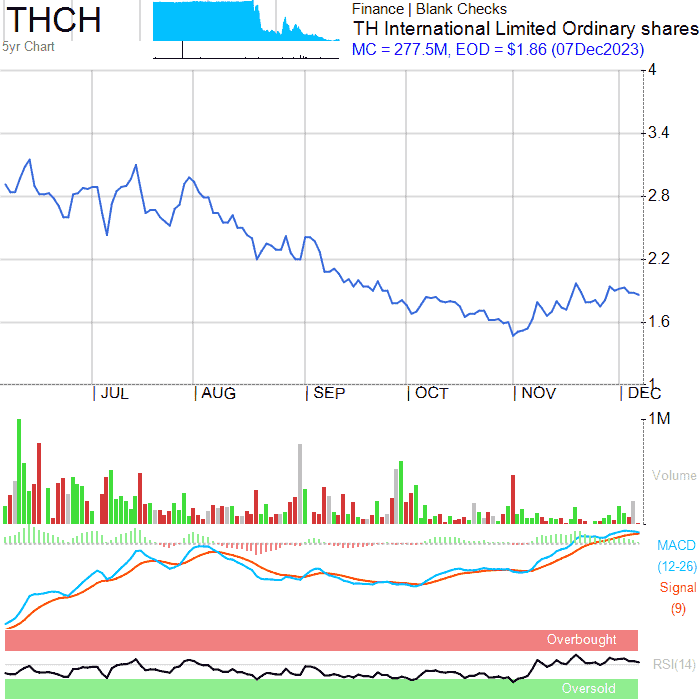 THCH
5yr Chart
Finance | Blank Checks
TH International Limited Ordinary shares
MC = 277.5M, EOD = $1.86 (07Dec2023)
4
3.4
2.8
2.2
1.6
1
JUL AUG SEP OCT NOV DEC
1M
Volume
MACD
(12-26)
Signal
(9)
Overbought
RSI(14)
Oversold